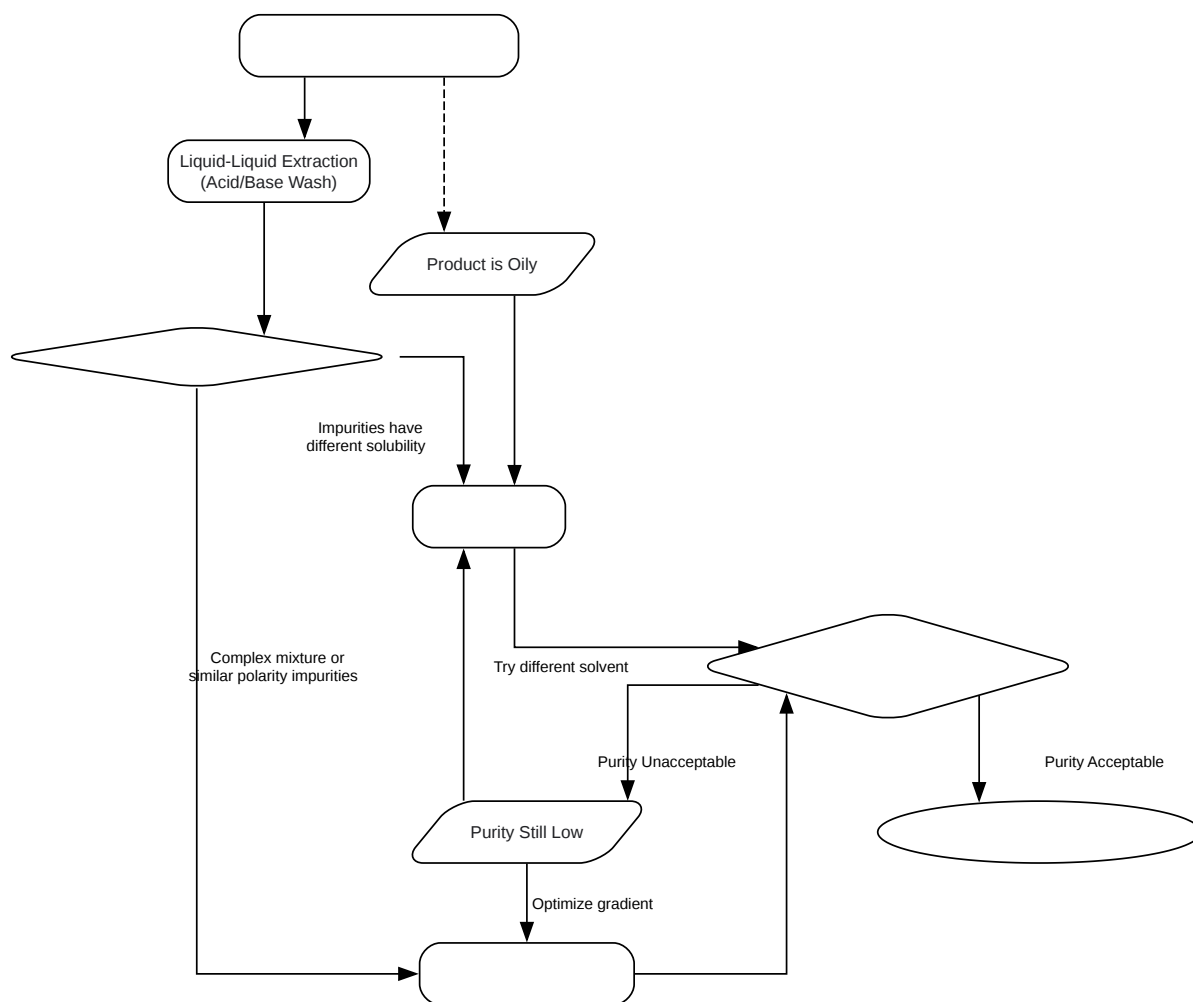 Liquid-Liquid Extraction
(Acid/Base Wash)
Product is Oily
Impurities have
different solubility
Complex mixture or
similar polarity impurities
Try different solvent
Purity Unacceptable
Purity Acceptable
Purity Still Low
Optimize gradient